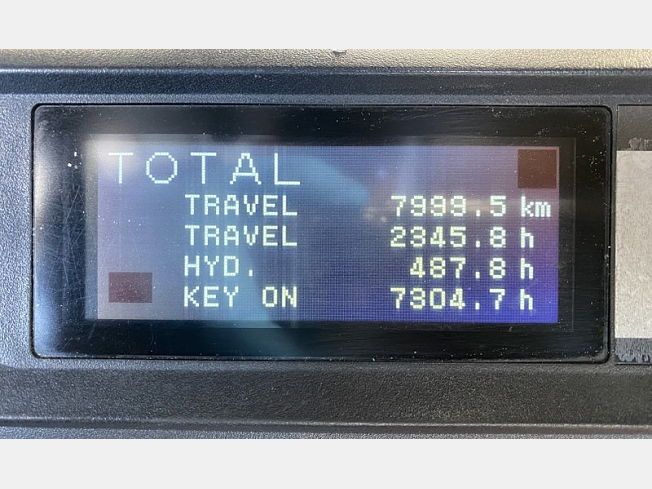 TOTAL
TRAVEL 7999.5 km
TRAVEL 2345.8 h
HYD. 487.8 h
KEY ON 7304.7 h